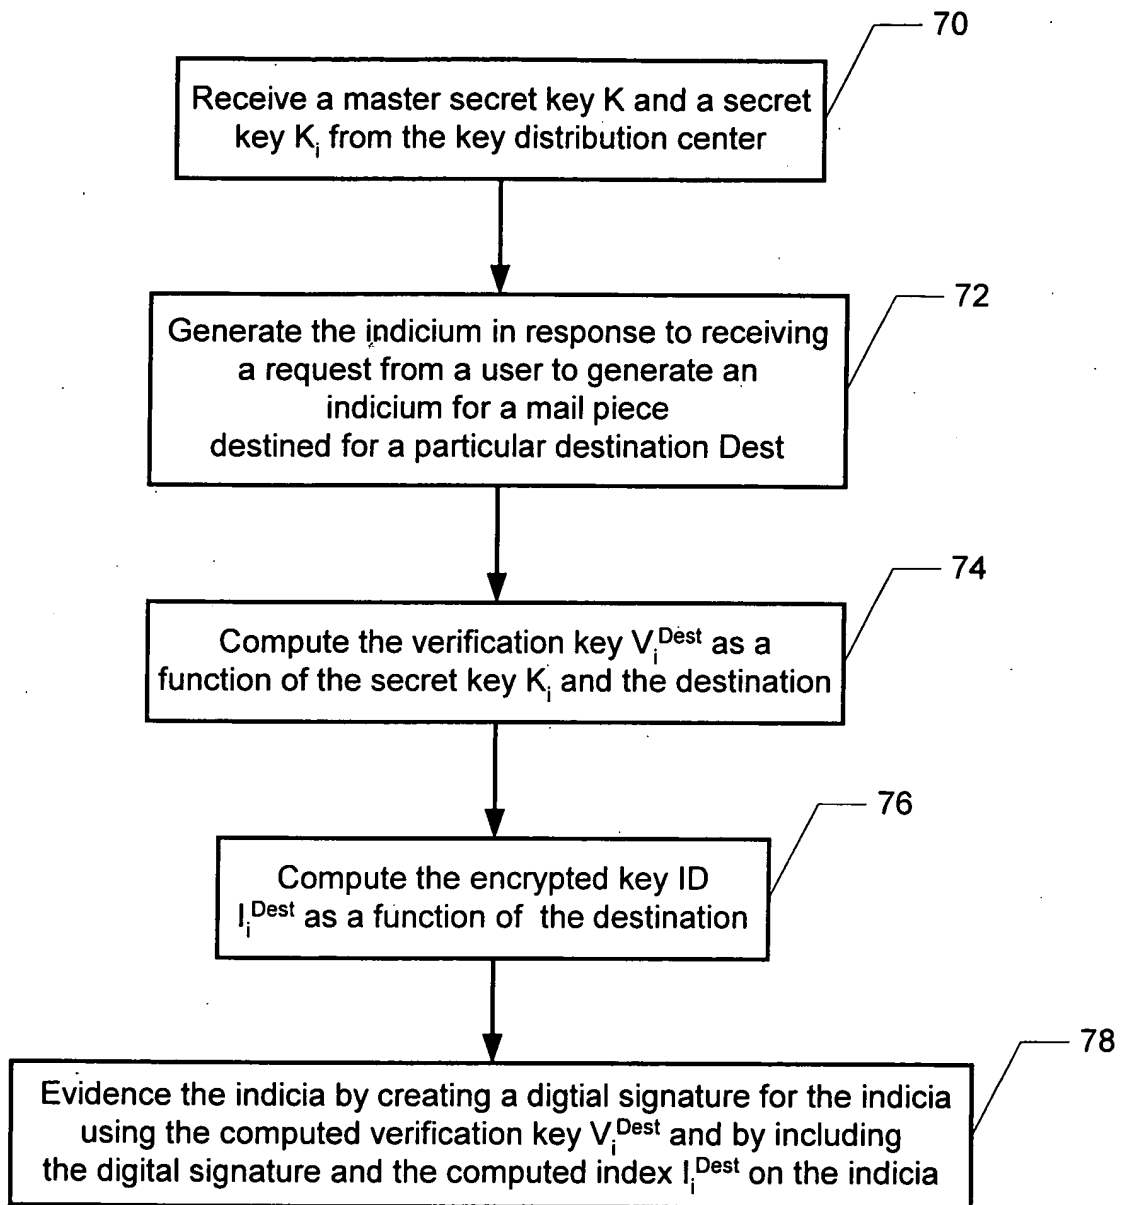 70
Receive a master secret key K and a secret
key Ki from the key distribution center
72
Generate the indicium in response to receiving
a request from a user to generate an
indicium for a mail piece
destined for a particular destination Dest
74
Compute the verification key ViDest as a
function of the secret key Ki and the destination
76
Compute the encrypted key ID
IiDest as a function of the destination
78
Evidence the indicia by creating a digtial signature for the indicia
using the computed verification key ViDest and by including
the digital signature and the computed index IiDest on the indicia